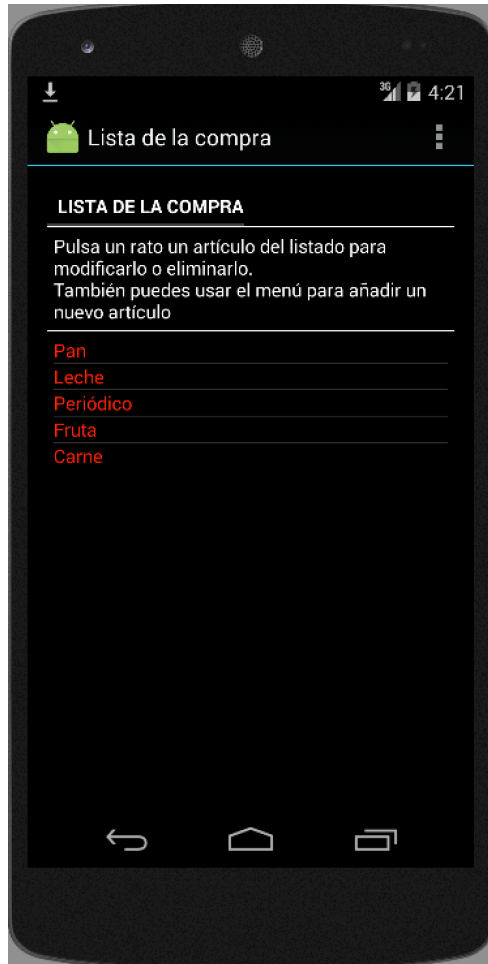 3G 4:21
Lista de la compra
LISTA DE LA COMPRA
Pulsa un rato un artículo del listado para
modificarlo o eliminarlo.
También puedes usar el menú para añadir un
nuevo artículo
Pan
Leche
Periódico
Fruta
Carne